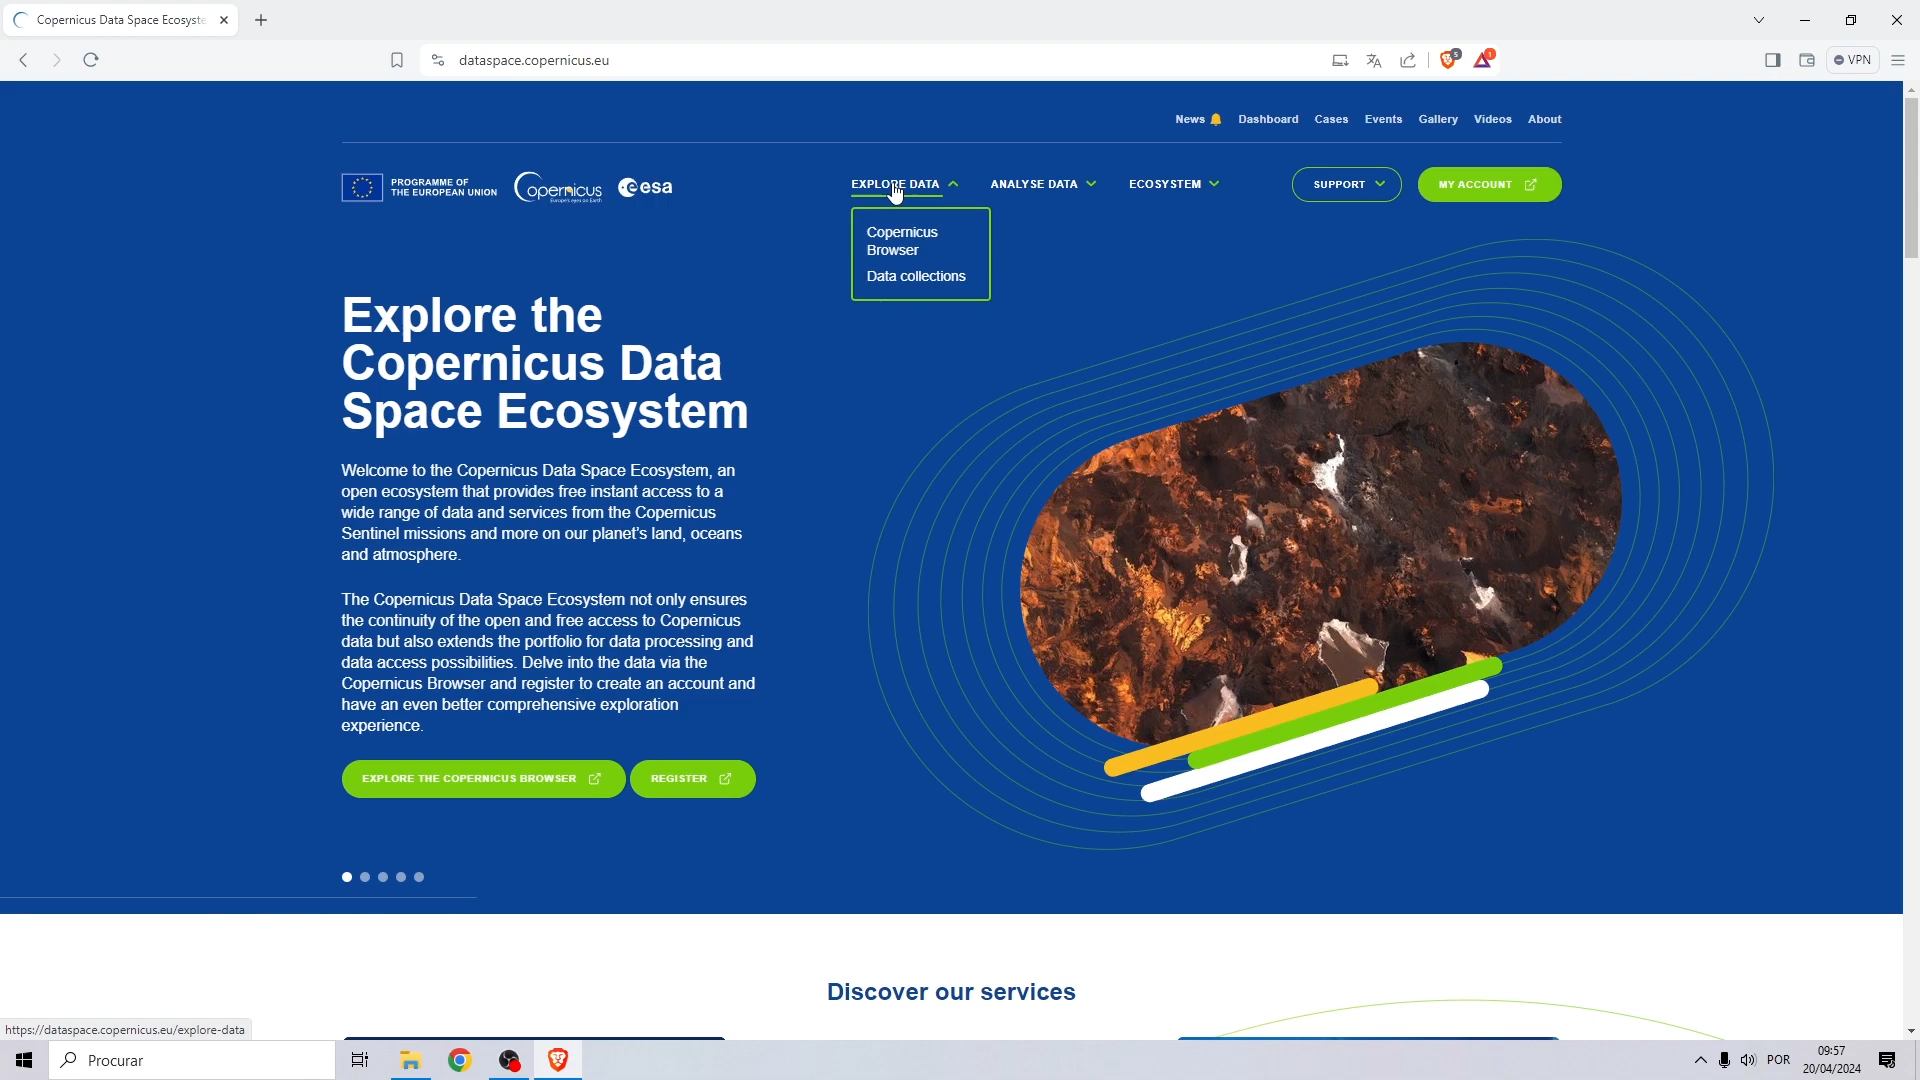 Copernicus Data Space Ecosyste
dataspace.copernicus.eu
5
1
VPN
News
Dashboard
Cases
Events
Gallery
Videos
About
PROGRAMME OF
THE EUROPEAN UNION
opernicus
Europe's eyes on Earth
esa
EXPLORE DATA
ANALYSE DATA
ECOSYSTEM
SUPPORT
MY ACCOUNT
Copernicus
Browser
Data collections
Explore the
Copernicus Data
Space Ecosystem
Welcome to the Copernicus Data Space Ecosystem, an
open ecosystem that provides free instant access to a
wide range of data and services from the Copernicus
Sentinel missions and more on our planet's land, oceans
and atmosphere.
The Copernicus Data Space Ecosystem not only ensures
the continuity of the open and free access to Copernicus
data but also extends the portfolio for data processing and
data access possibilities. Delve into the data via the
Copernicus Browser and register to create an account and
have an even better comprehensive exploration
experience.
EXPLORE THE COPERNICUS BROWSER
REGISTER
Discover our services
https://dataspace.copernicus.eu/explore-data
Procurar
POR
09:57
20/04/2024